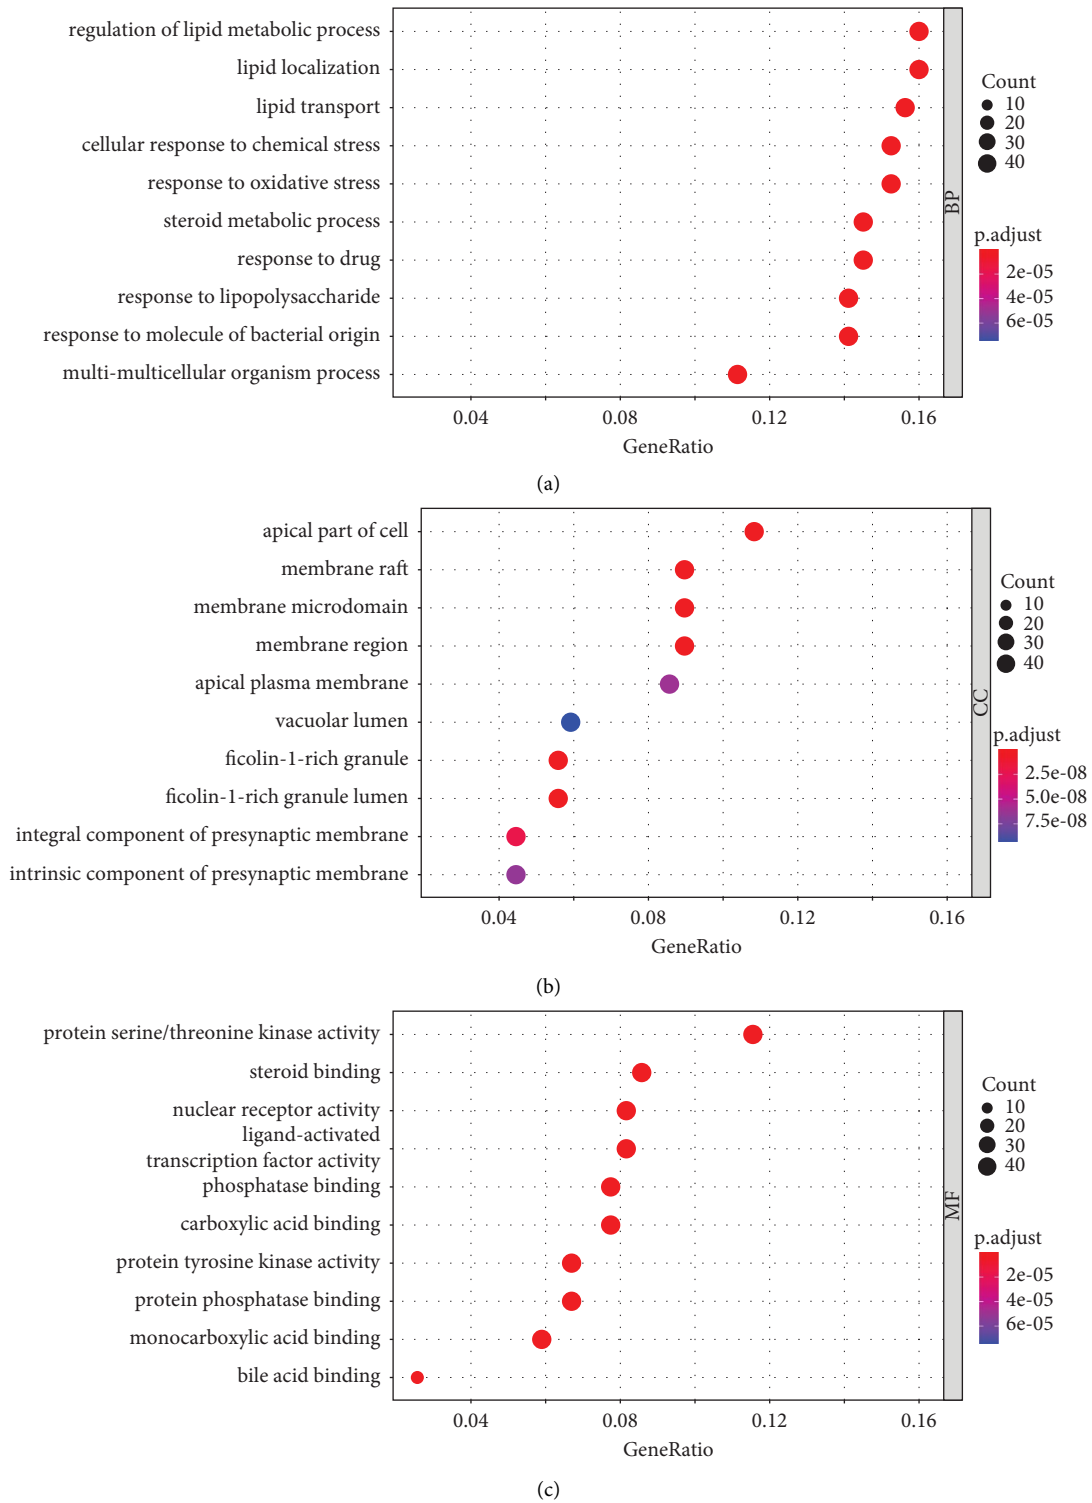 regulation of lipid metabolic process
lipid localization
lipid transport
cellular response to chemical stress
response to oxidative stress
steroid metabolic process
response to drug
response to lipopolysaccharide
response to molecule of bacterial origin
multi-multicellular organism process
0.04 0.08 0.12 0.16
GeneRatio
BP
Count
10
20
30
40
p.adjust
2e-05
4e-05
6e-05
(a)
apical part of cell
membrane raft
membrane microdomain
membrane region
apical plasma membrane
vacuolar lumen
ficolin-1-rich granule
ficolin-1-rich granule lumen
integral component of presynaptic membrane
intrinsic component of presynaptic membrane
0.04 0.08 0.12 0.16
GeneRatio
CC
Count
10
20
30
40
p.adjust
2.5e-08
5.0e-08
7.5e-08
(b)
protein serine/threonine kinase activity
steroid binding
nuclear receptor activity
ligand-activated
transcription factor activity
phosphatase binding
carboxylic acid binding
protein tyrosine kinase activity
protein phosphatase binding
monocarboxylic acid binding
bile acid binding
0.04 0.08 0.12 0.16
GeneRatio
MF
Count
10
20
30
40
p.adjust
2e-05
4e-05
6e-05
(c)